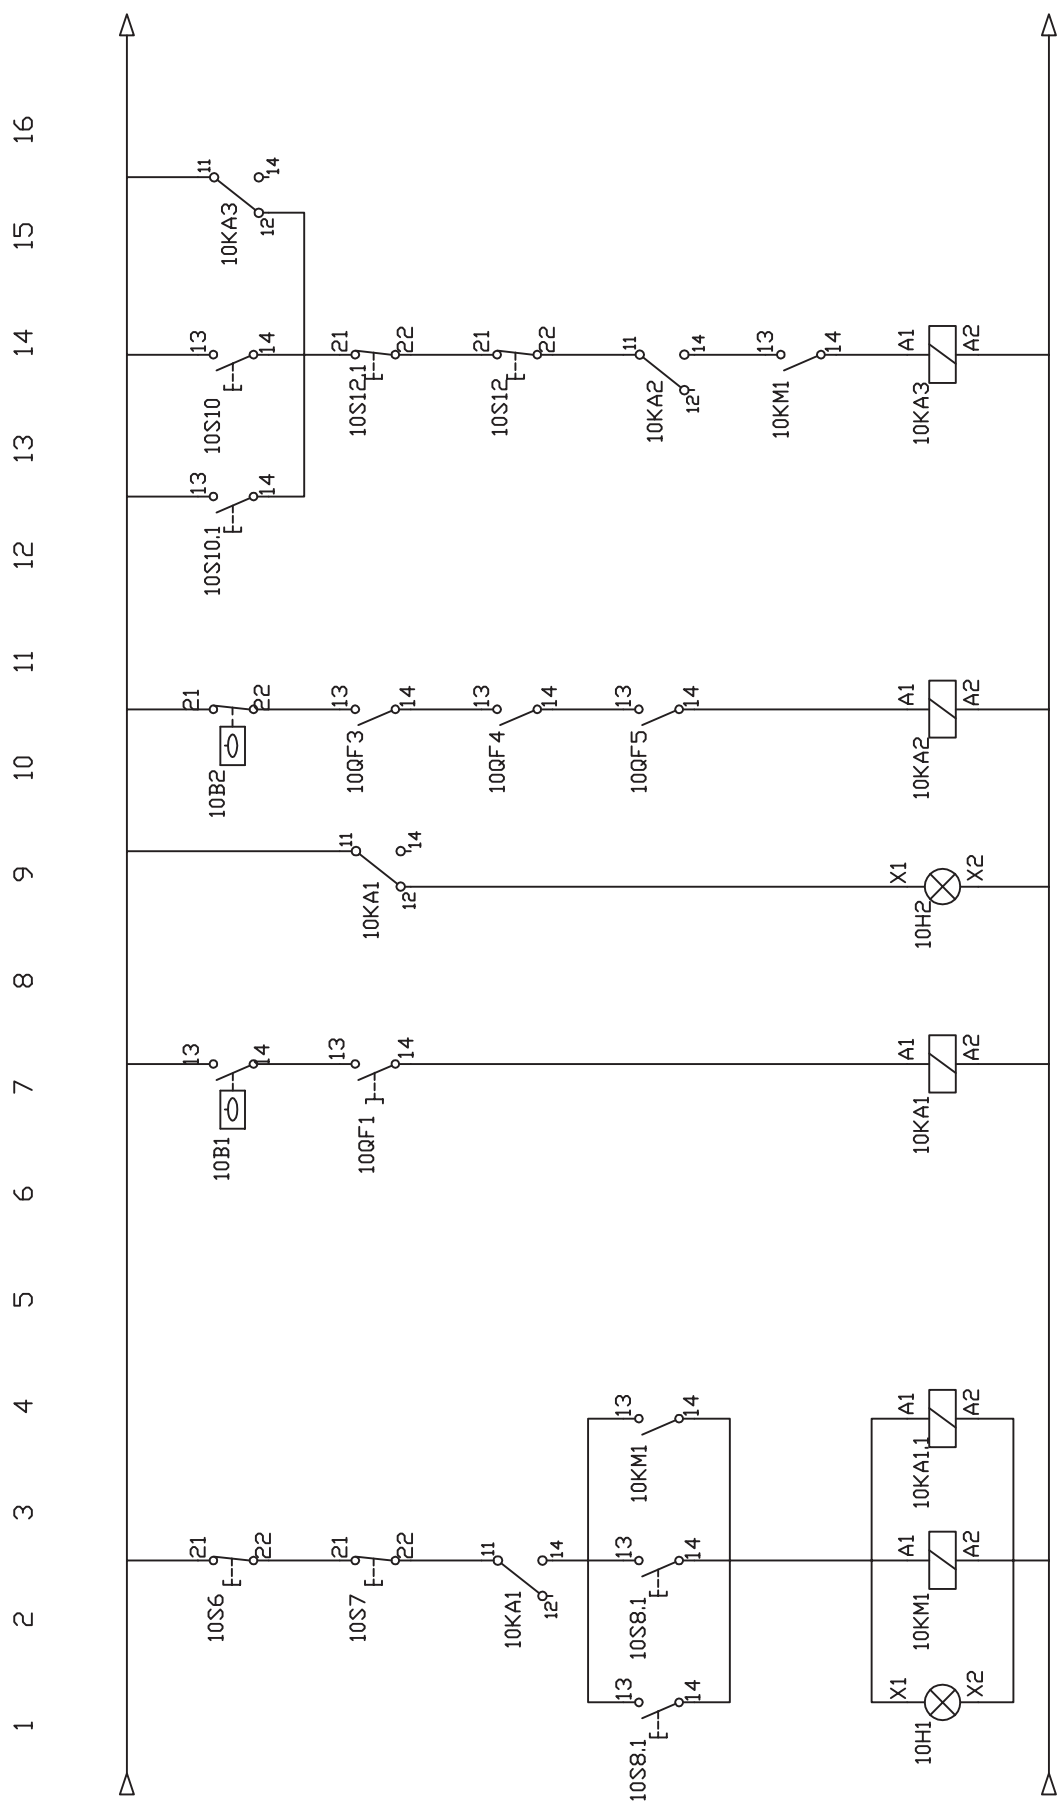 1 2 3 4 5 6 7 8 9 10 11 12 13 14 15 16
10S6 21 22
10S7 21 22
10KA1 11 12 14
10S8.1 13 14
10S8.1 13 14
10KM1 13 14
10H1 X1 X2
10KM1 A1 A2
10KA1.1 A1 A2
10B1 13 14
10QF1 13 14
10KA1 A1 A2
10KA1 11 12 14
10H2 X1 X2
10B2 21 22
10QF3 13 14
10QF4 13 14
10QF5 13 14
10KA2 A1 A2
10S10.1 13 14
10S10 13 14
10KA3 11 12 14
10S12.1 21 22
10S12 21 22
10KA2 11 12 14
10KM1 13 14
10KA3 A1 A2